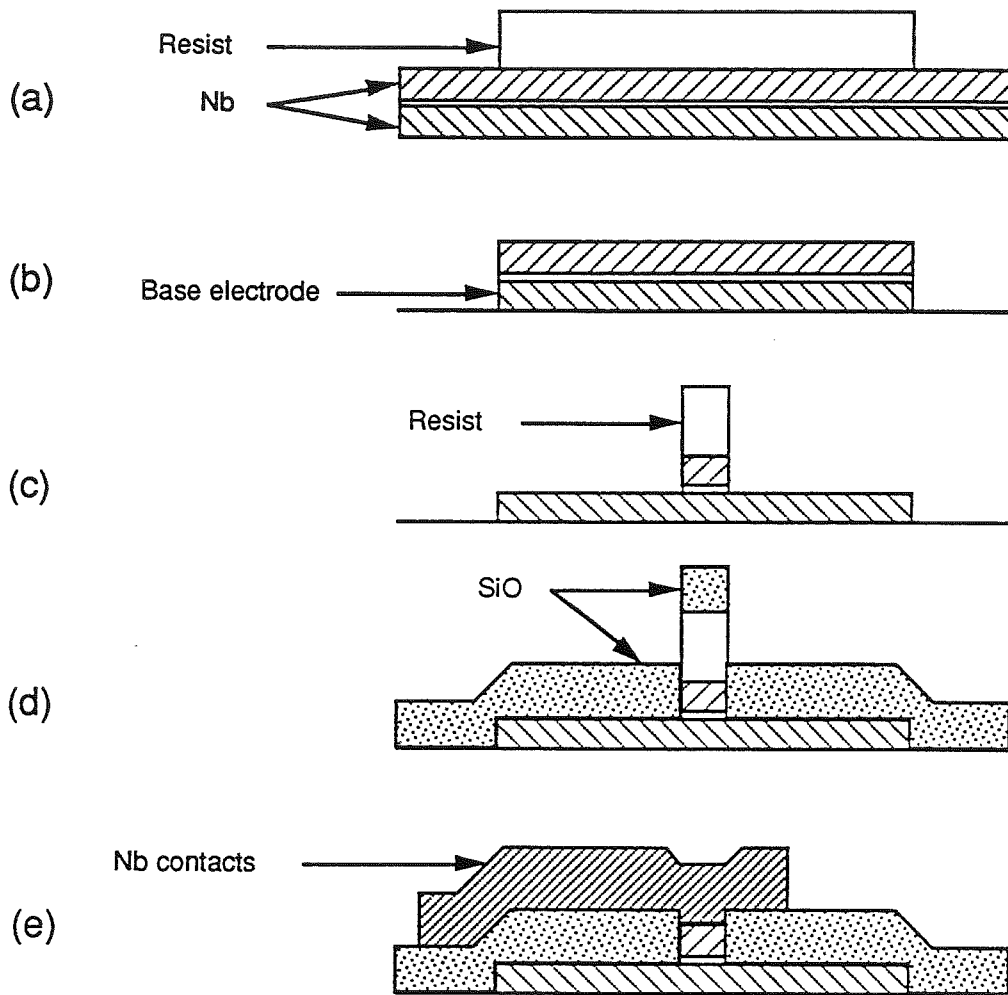 Resist
(a)
Nb
(b)
Base electrode
Resist
(c)
SiO
(d)
Nb contacts
(e)